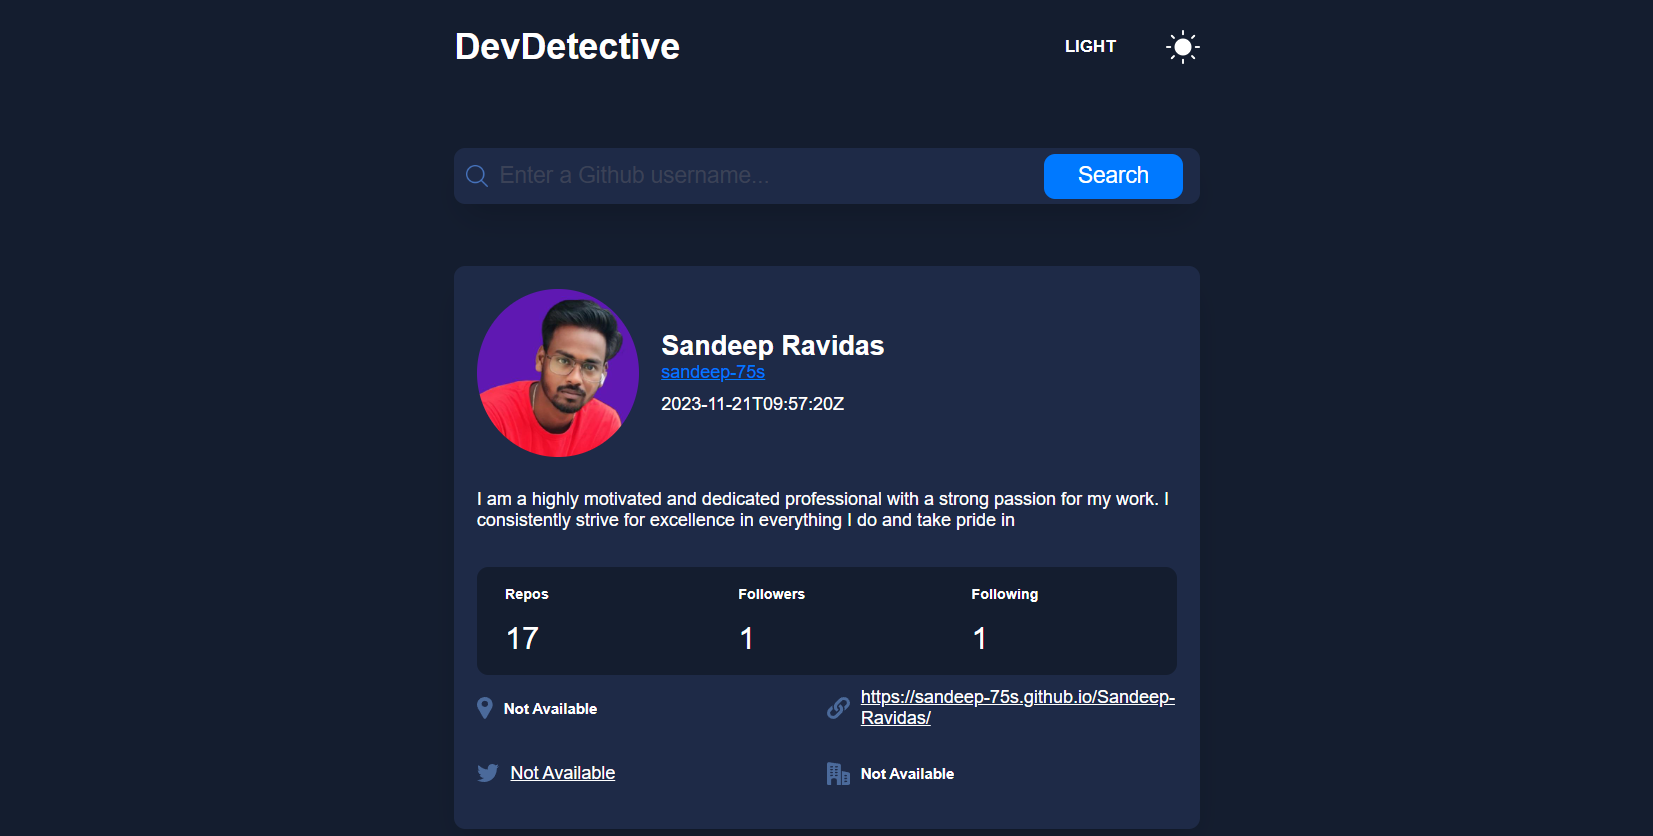 DevDetective
LIGHT
Enter a Github username...
Search
Sandeep Ravidas
sandeep-75s
2023-11-21T09:57:20Z
I am a highly motivated and dedicated professional with a strong passion for my work. I
consistently strive for excellence in everything I do and take pride in
Repos
Followers
Following
17
1
1
Not Available
https://sandeep-75s.github.io/Sandeep-
Ravidas/
Not Available
Not Available